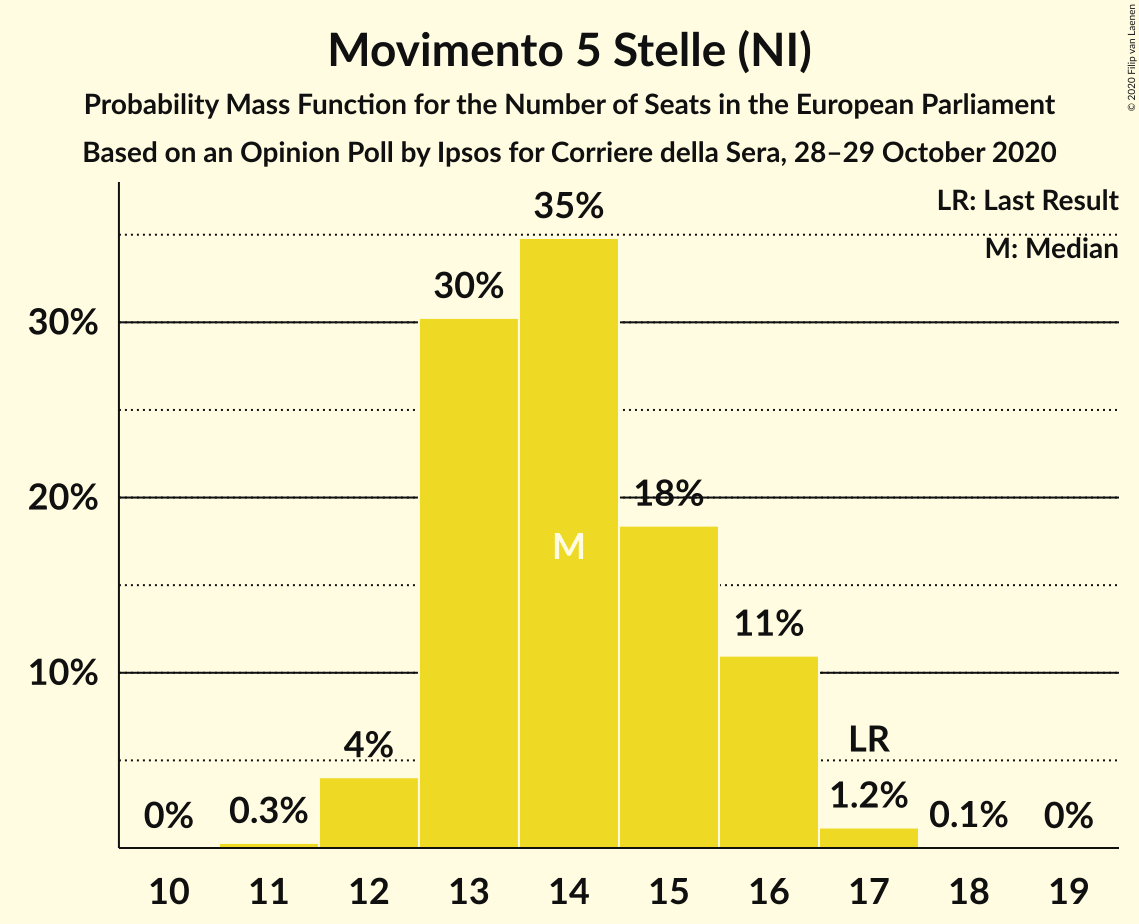 Movimento 5 Stelle (NI)
Probability Mass Function for the Number of Seats in the European Parliament
Based on an Opinion Poll by Ipsos for Corriere della Sera, 28–29 October 2020
© 2020 Filip van Laenen
LR: Last Result
M: Median
35%
30%
30%
20%
18%
M
11%
10%
LR
4%
1.2%
0%
0.3%
0.1%
0%
10 11 12 13 14 15 16 17 18 19